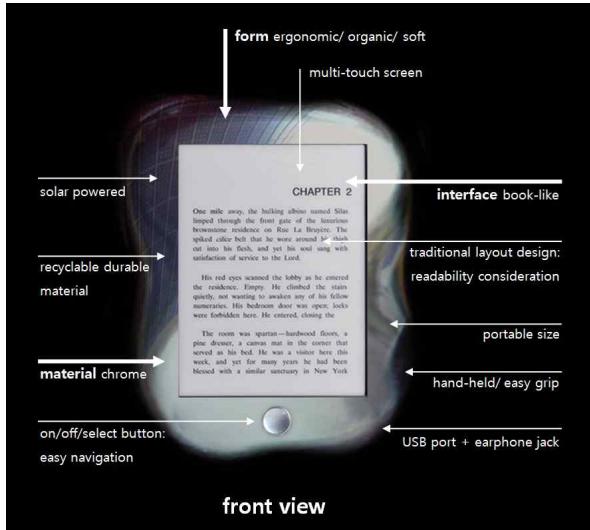 form ergonomic/ organic/ soft
multi-touch screen
solar powered
interface book-like
recyclable durable
material
traditional layout design:
readability consideration
portable size
material chrome
hand-held/ easy grip
on/off/select button:
easy navigation
USB port + earphone jack
CHAPTER 2
One mile away, the hulking albino named Silas
limped through the front gate of the luxurious
brownstone residence on Rue La Bruyère. The
spiked cilice belt that he wore around his thigh
cut into his flesh, and yet his soul sang with
satisfaction of service to the Lord.
His red eyes scanned the lobby as he entered
the residence. Empty. He climbed the stairs
quietly, not wanting to awaken any of his fellow
numeraries. His bedroom door was open; locks
were forbidden here. He entered, closing the
The room was spartan—hardwood floors, a
pine dresser, a canvas mat in the corner that
served as his bed. He was a visitor here this
week, and yet for many years he had been
blessed with a similar sanctuary in New York
front view